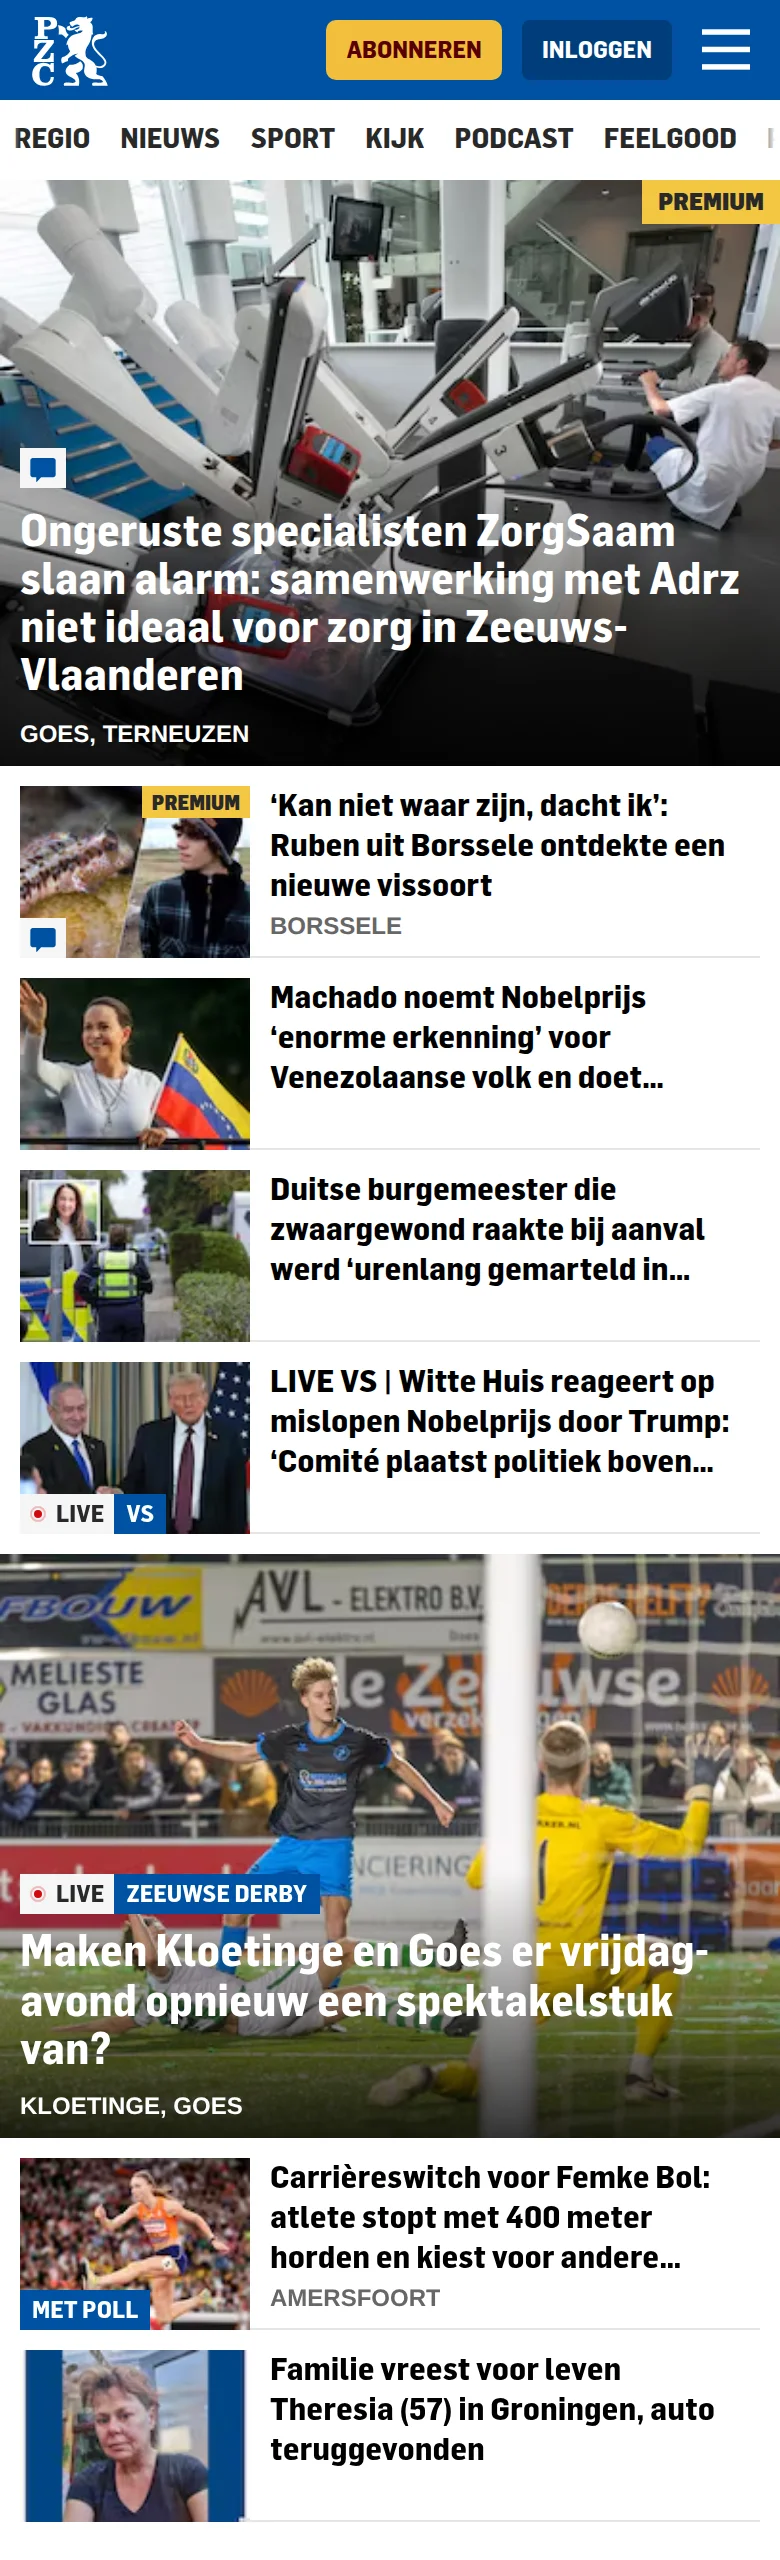 PZC
ABONNEREN
INLOGGEN
REGIO NIEUWS SPORT KIJK PODCAST FEELGOOD
PREMIUM
Ongeruste specialisten ZorgSaam
slaan alarm: samenwerking met Adrz
niet ideaal voor zorg in Zeeuws-
Vlaanderen
GOES, TERNEUZEN
PREMIUM
‘Kan niet waar zijn, dacht ik’:
Ruben uit Borssele ontdekte een
nieuwe vissoort
BORSSELE
Machado noemt Nobelprijs
‘enorme erkenning’ voor
Venezolaanse volk en doet...
Duitse burgemeester die
zwaargewond raakte bij aanval
werd ‘urenlang gemarteld in...
LIVE VS | Witte Huis reageert op
mislopen Nobelprijs door Trump:
‘Comité plaatst politiek boven...
LIVE VS
FBOUW
AVL - ELEKTRO B.V.
MELIESTE
GLAS
LIVE ZEEUWSE DERBY
Maken Kloetinge en Goes er vrijdag-
avond opnieuw een spektakelstuk
van?
KLOETINGE, GOES
Carrièreswitch voor Femke Bol:
atlete stopt met 400 meter
horden en kiest voor andere...
AMERSFOORT
MET POLL
Familie vreest voor leven
Theresia (57) in Groningen, auto
teruggevonden